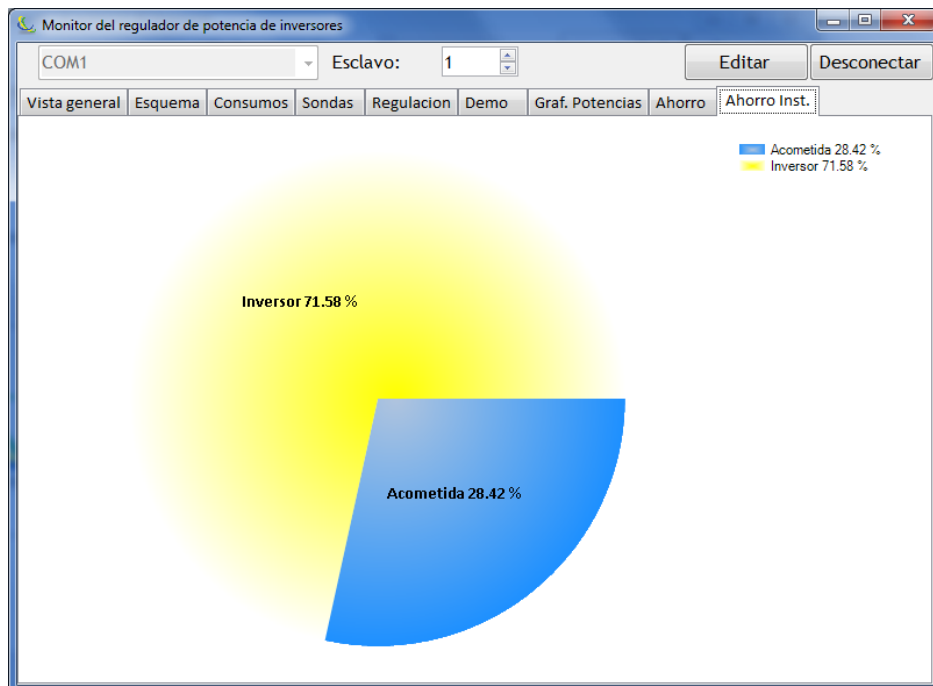 Monitor del regulador de potencia de inversores
COM1 Esclavo: 1 Editar Desconectar
Vista general Esquema Consumos Sondas Regulacion Demo Graf. Potencias Ahorro Ahorro Inst.
Acometida 28.42 %
Inversor 71.58 %
Inversor 71.58 %
Acometida 28.42 %